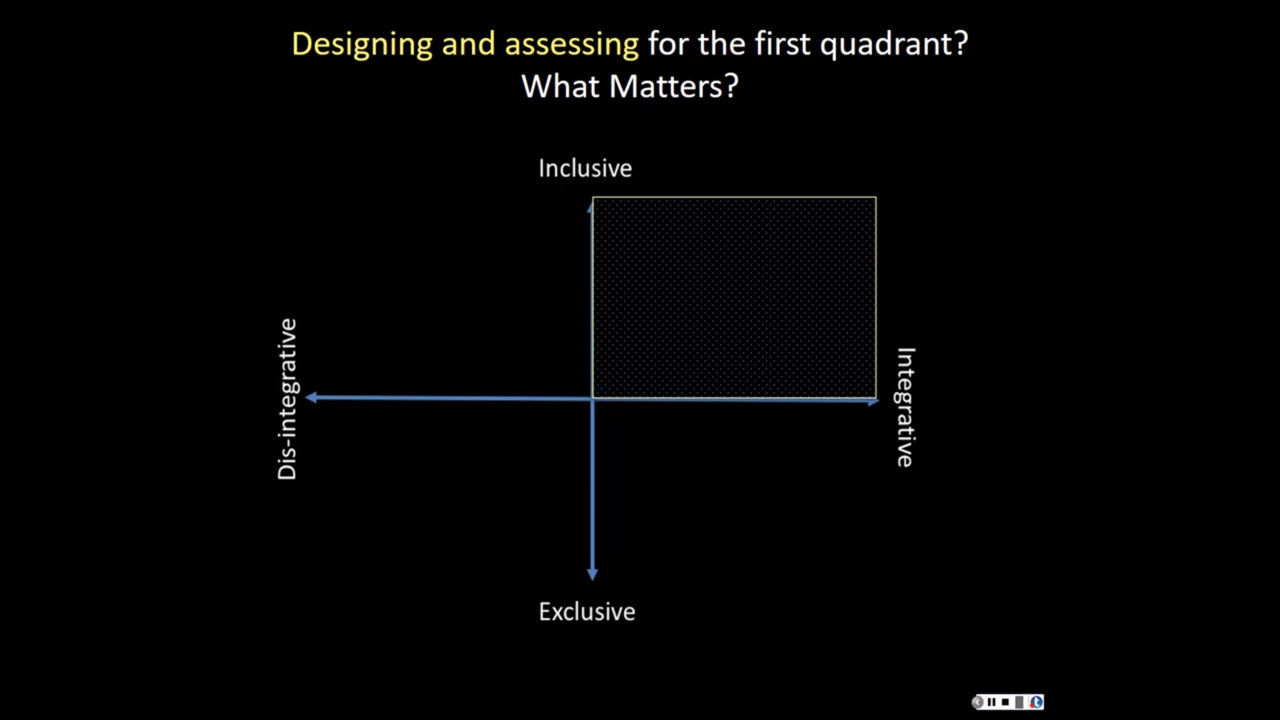 Designing and assessing for the first quadrant?
What Matters?
Inclusive
Dis-integrative
Integrative
Exclusive